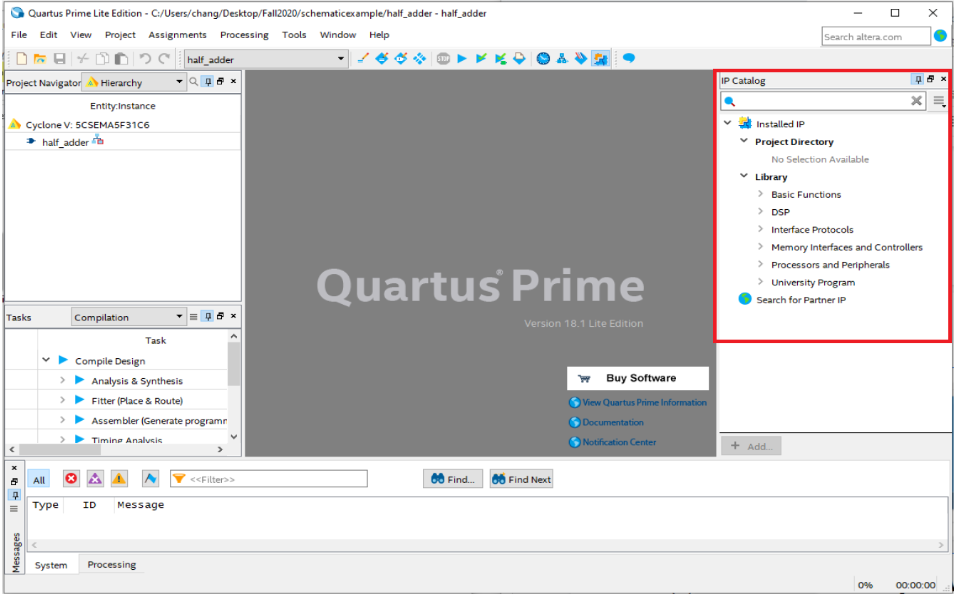 Quartus Prime Lite Edition - C:/Users/chang/Desktop/Fall2020/schematicexample/half_adder - half_adder
File Edit View Project Assignments Processing Tools Window Help
Search altera.com
half_adder
Project Navigator Hierarchy
Entity:Instance
Cyclone V: 5CSEMA5F31C6
half_adder
Tasks Compilation
Task
Compile Design
Analysis & Synthesis
Fitter (Place & Route)
Assembler (Generate programm
Timing Analysis
Quartus Prime
Version 18.1 Lite Edition
Buy Software
View Quartus Prime Information
Documentation
Notification Center
IP Catalog
Installed IP
Project Directory
No Selection Available
Library
Basic Functions
DSP
Interface Protocols
Memory Interfaces and Controllers
Processors and Peripherals
University Program
Search for Partner IP
+ Add...
All <<Filter>> Find... Find Next
Type ID Message
Messages
System Processing
0% 00:00:00